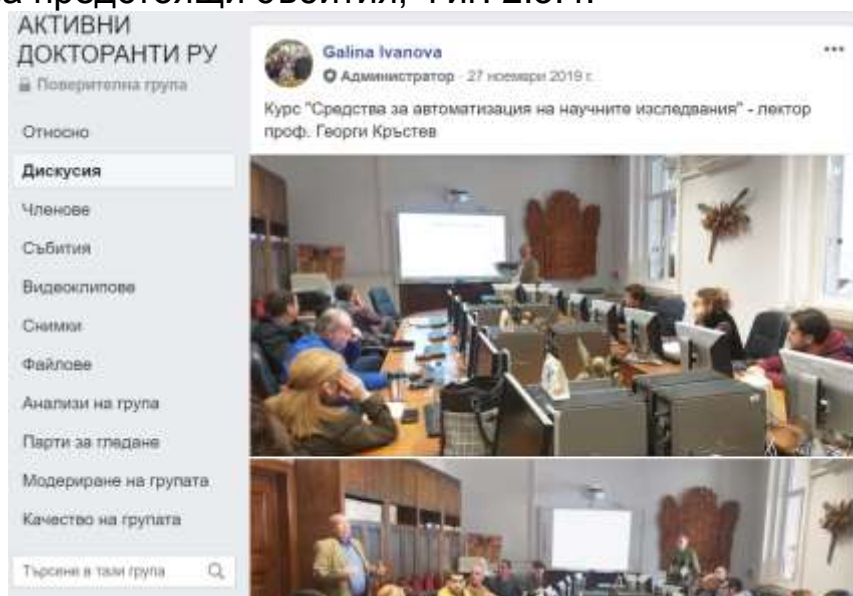 предстоящи събития,
АКТИВНИ
ДОКТОРАНТИ РУ
Поверителна група
Относно
Дискусия
Членове
Събития
Видеоклипове
Снимки
Файлове
Анализи на група
Парти за гледане
Модериране на групата
Качество на групата
Търсене в тази група
Galina Ivanova
Администратор · 27 ноември 2019 г.
Курс "Средства за автоматизация на научните изследвания" - лектор
проф. Георги Кръстев